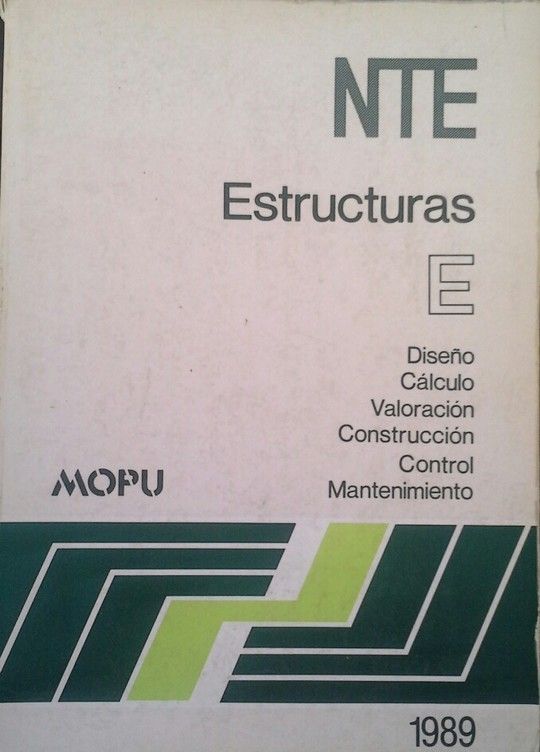 NTE
Estructuras
E
Diseño
Cálculo
Valoración
Construcción
Control
Mantenimiento
MOPU
1989